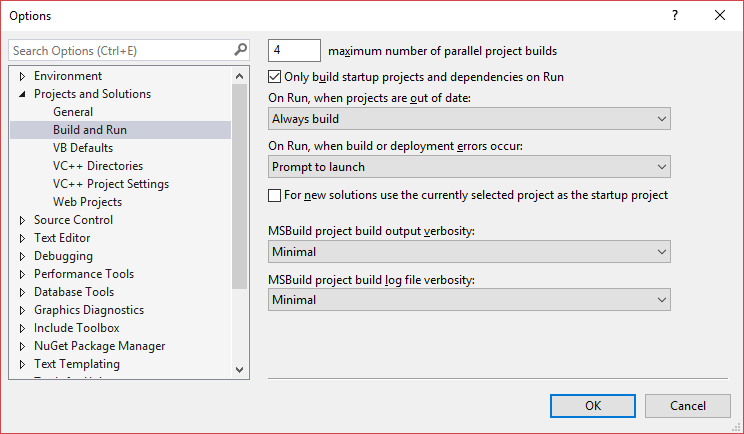 Options
Search Options (Ctrl+E)
Environment
Projects and Solutions
General
Build and Run
VB Defaults
VC++ Directories
VC++ Project Settings
Web Projects
Source Control
Text Editor
Debugging
Performance Tools
Database Tools
Graphics Diagnostics
Include Toolbox
NuGet Package Manager
Text Templating
4 maximum number of parallel project builds
Only build startup projects and dependencies on Run
On Run, when projects are out of date:
Always build
On Run, when build or deployment errors occur:
Prompt to launch
For new solutions use the currently selected project as the startup project
MSBuild project build output verbosity:
Minimal
MSBuild project build log file verbosity:
Minimal
OK
Cancel